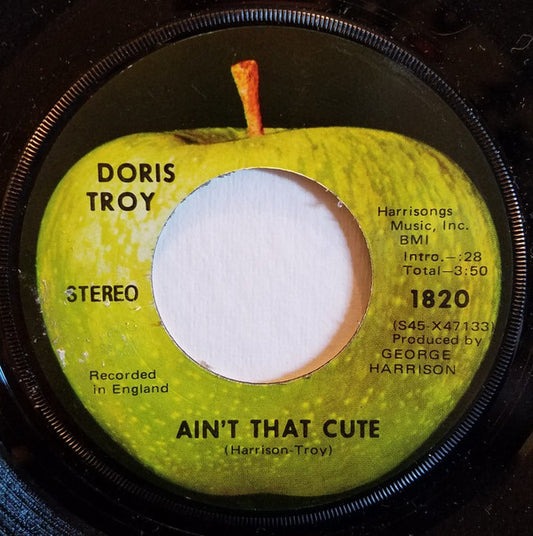 DORIS
TROY
Harrisongs
Music, Inc.
BMI
Intro.-:28
Total-3:50
STEREO
1820
(S45-X47133)
Produced by
GEORGE
HARRISON
Recorded
in England
AIN'T THAT CUTE
(Harrison-Troy)